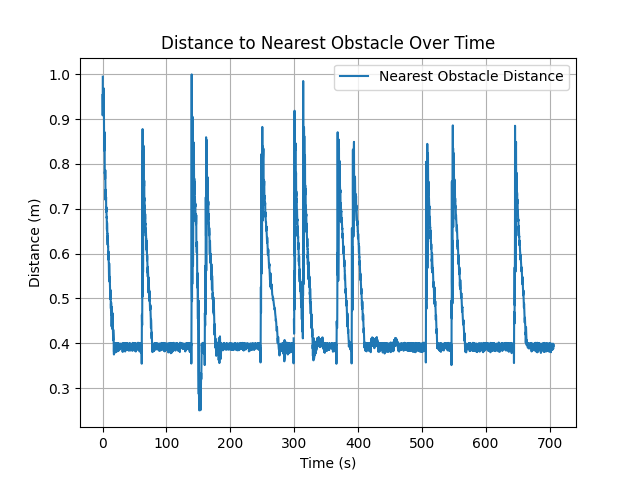 Distance to Nearest Obstacle Over Time
Nearest Obstacle Distance
1.0
0.9
0.8
0.7
0.6
0.5
0.4
0.3
Distance (m)
0 100 200 300 400 500 600 700
Time (s)